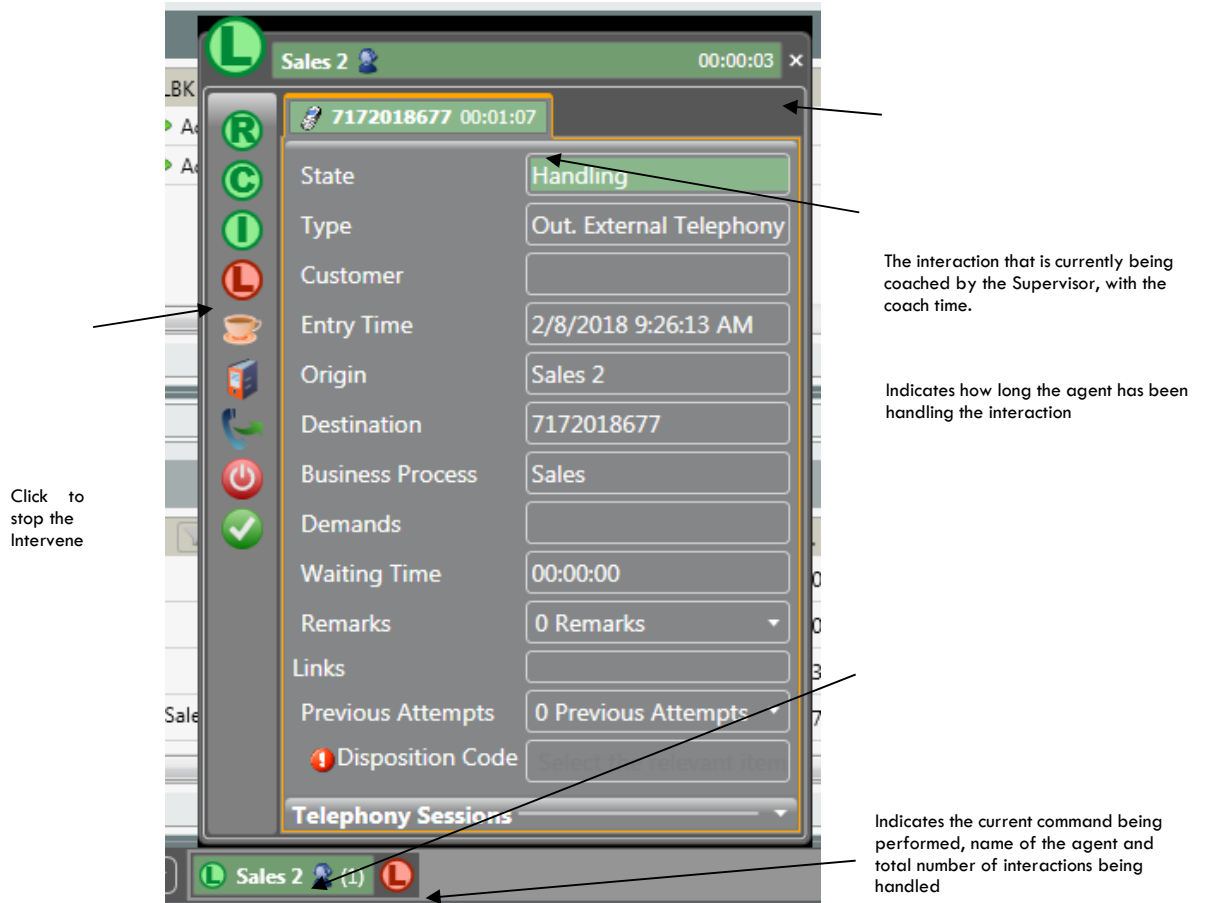 L
Sales 2 00:00:03 ×
LBK
7172018677 00:01:07
R
C
I
L
State Handling
Type Out. External Telephony
Customer
Entry Time 2/8/2018 9:26:13 AM
Origin Sales 2
Destination 7172018677
Business Process Sales
Demands
Waiting Time 00:00:00
Remarks 0 Remarks
Links
Previous Attempts 0 Previous Attempts
Disposition Code Select the relevant item
Telephony Sessions
L Sales 2 (1) L
Click to
stop the
Intervene
The interaction that is currently being
coached by the Supervisor, with the
coach time.
Indicates how long the agent has been
handling the interaction
Indicates the current command being
performed, name of the agent and
total number of interactions being
handled